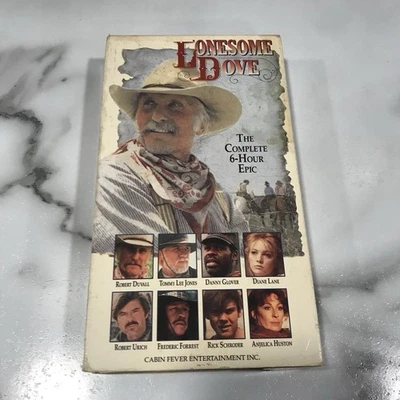 LONESOME
DOVE
THE
COMPLETE
6-HOUR
EPIC
ROBERT DUVALL TOMMY LEE JONES DANNY GLOVER DIANE LANE
ROBERT URICH FREDERIC FORREST RICK SCHRODER ANJELICA HUSTON
CABIN FEVER ENTERTAINMENT INC.